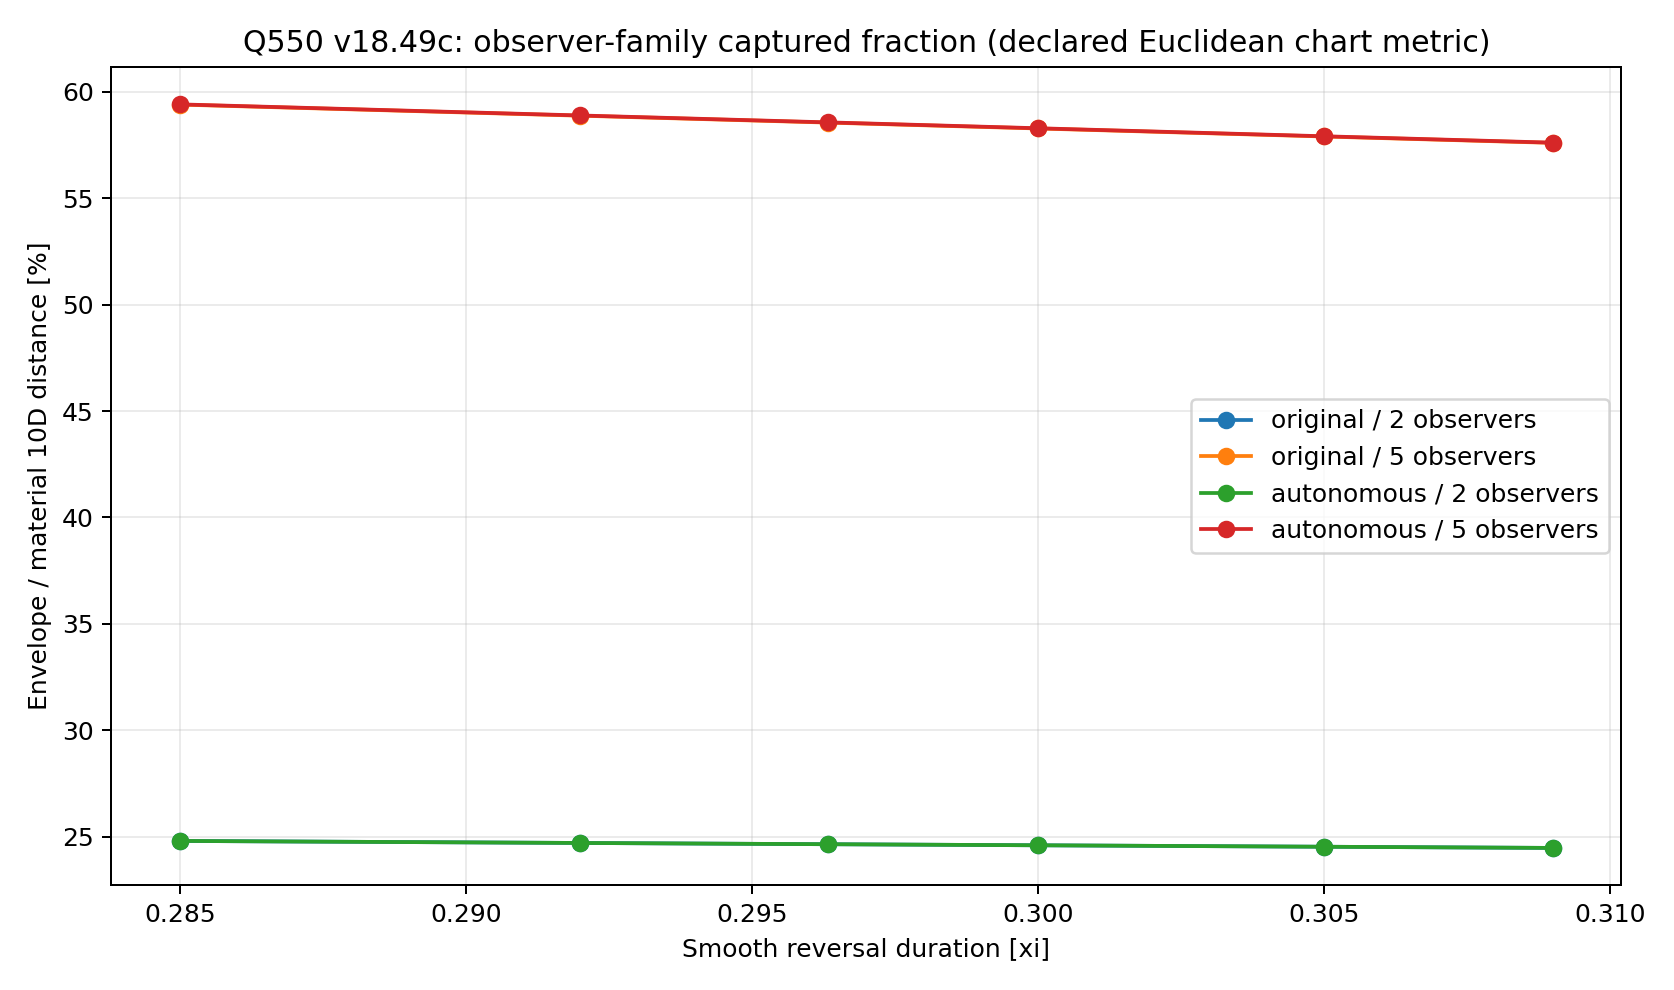 Q550 v18.49c: observer-family captured fraction (declared Euclidean chart metric)
Envelope / material 10D distance [%]
60
55
50
45
40
35
30
25
original / 2 observers
original / 5 observers
autonomous / 2 observers
autonomous / 5 observers
0.285 0.290 0.295 0.300 0.305 0.310
Smooth reversal duration [xi]